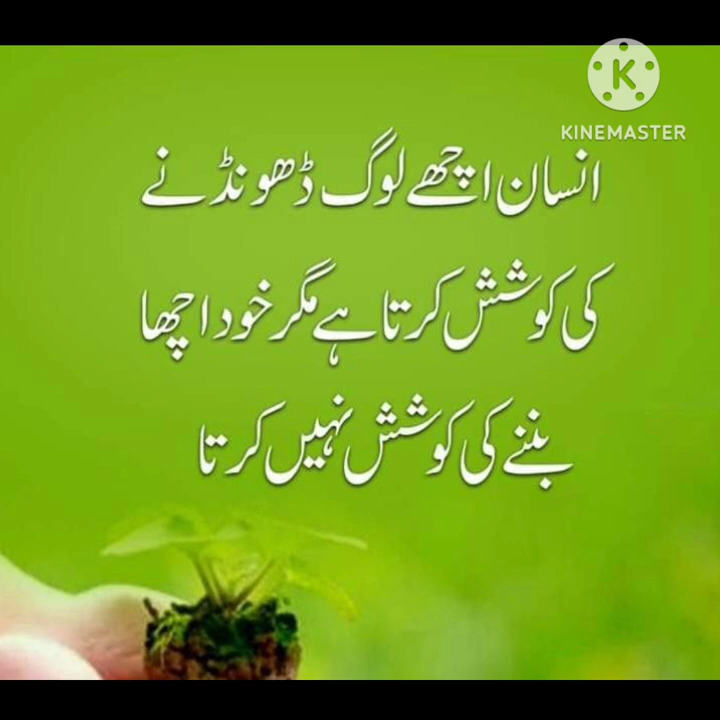 KINEMASTER
انسان اچھے لوگ ڈھونڈنے
کی کوشش کرتا ہے مگر خود اچھا
بننے کی کوشش نہیں کرتا